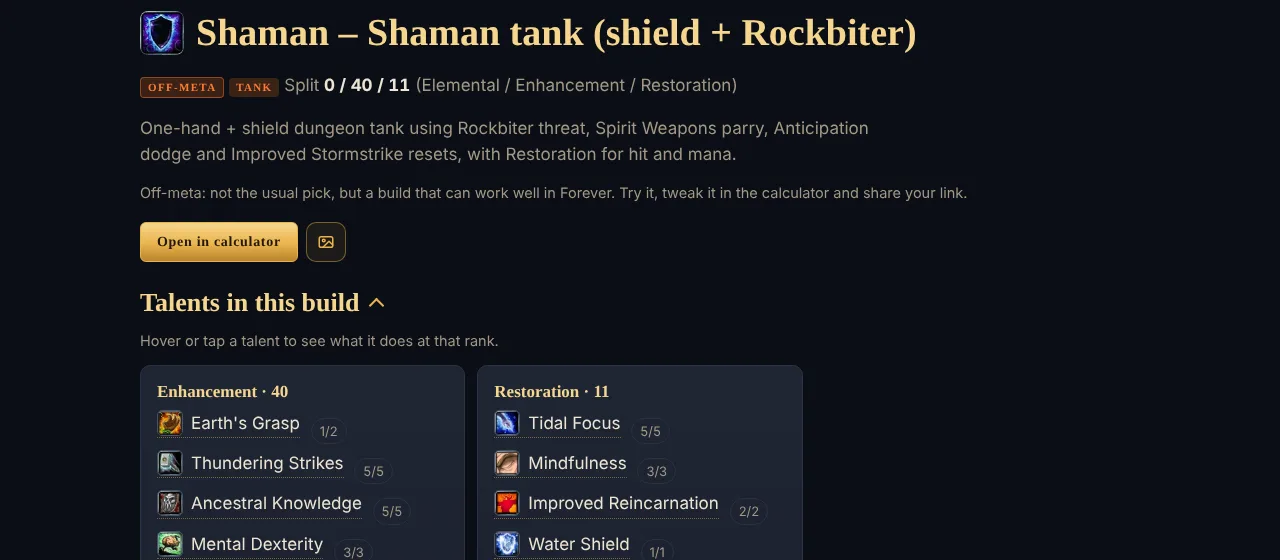 Shaman – Shaman tank (shield + Rockbiter)
OFF-META TANK Split 0 / 40 / 11 (Elemental / Enhancement / Restoration)
One-hand + shield dungeon tank using Rockbiter threat, Spirit Weapons parry, Anticipation
dodge and Improved Stormstrike resets, with Restoration for hit and mana.
Off-meta: not the usual pick, but a build that can work well in Forever. Try it, tweak it in the calculator and share your link.
Open in calculator
Talents in this build
Hover or tap a talent to see what it does at that rank.
Enhancement · 40
Earth's Grasp 1/2
Thundering Strikes 5/5
Ancestral Knowledge 5/5
Mental Dexterity 3/3
Restoration · 11
Tidal Focus 5/5
Mindfulness 3/3
Improved Reincarnation 2/2
Water Shield 1/1